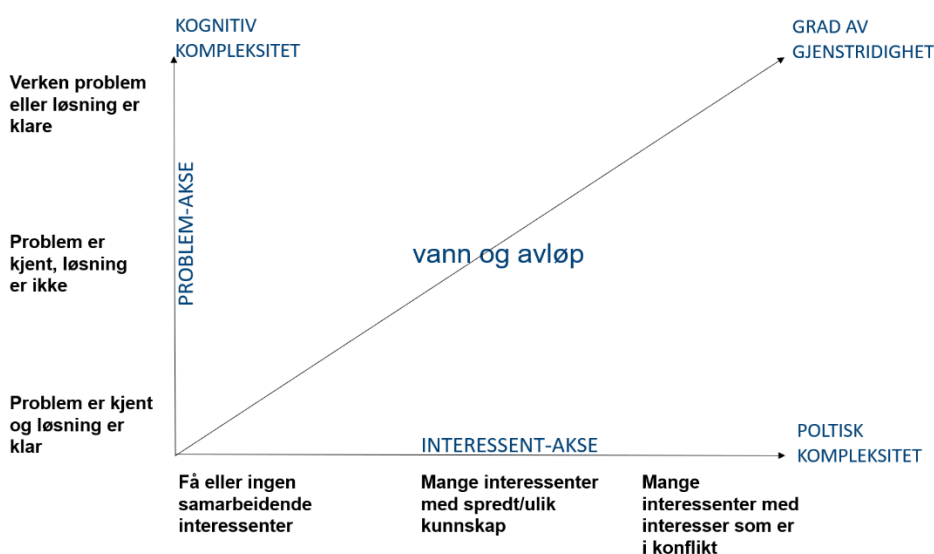 KOGNITIV
KOMPLEKSITET
GRAD AV
GJENSTRIDIGHET
Verken problem
eller løsning er
klare
PROBLEM-AKSE
Problem er
kjent, løsning
er ikke
vann og avløp
Problem er kjent
og løsning er
klar
INTERESSENT-AKSE
POLTISK
KOMPLEKSITET
Få eller ingen
samarbeidende
interessenter
Mange interessenter
med spredt/ulik
kunnskap
Mange
interessenter med
interesser som er
i konflikt